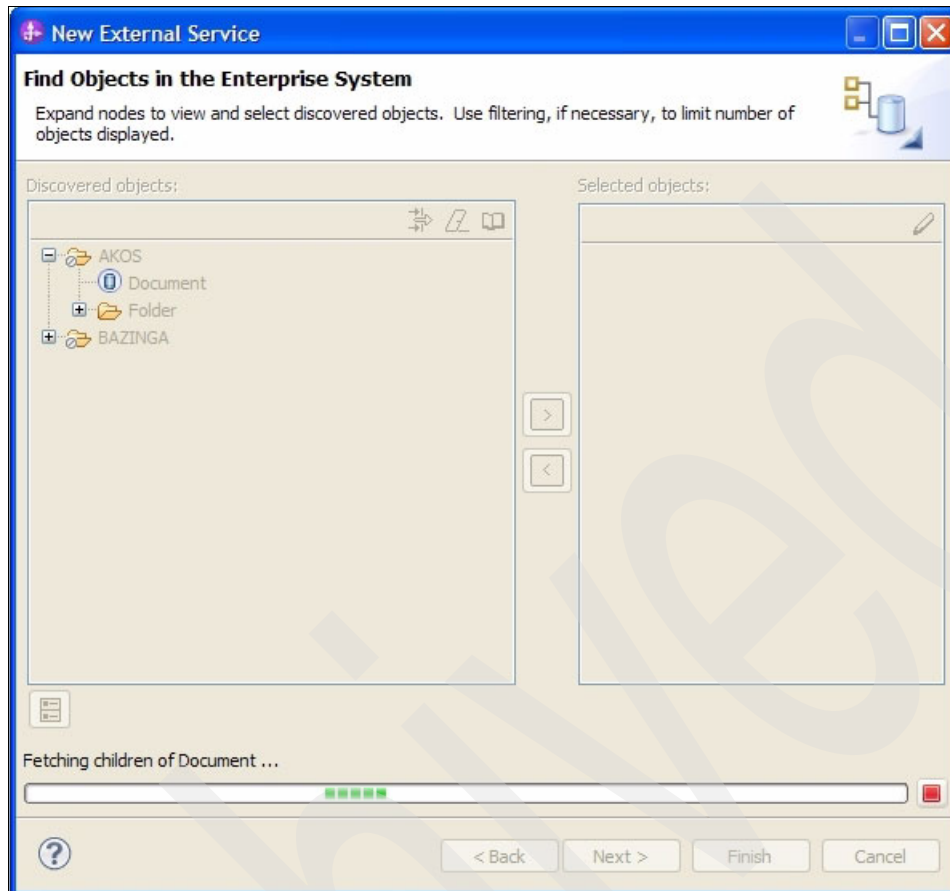 New External Service
Find Objects in the Enterprise System
Expand nodes to view and select discovered objects. Use filtering, if necessary, to limit number of
objects displayed.
Discovered objects:
Selected objects:
AKOS
Document
Folder
BAZINGA
>
<
Fetching children of Document ...
?
< Back
Next >
Finish
Cancel
hived